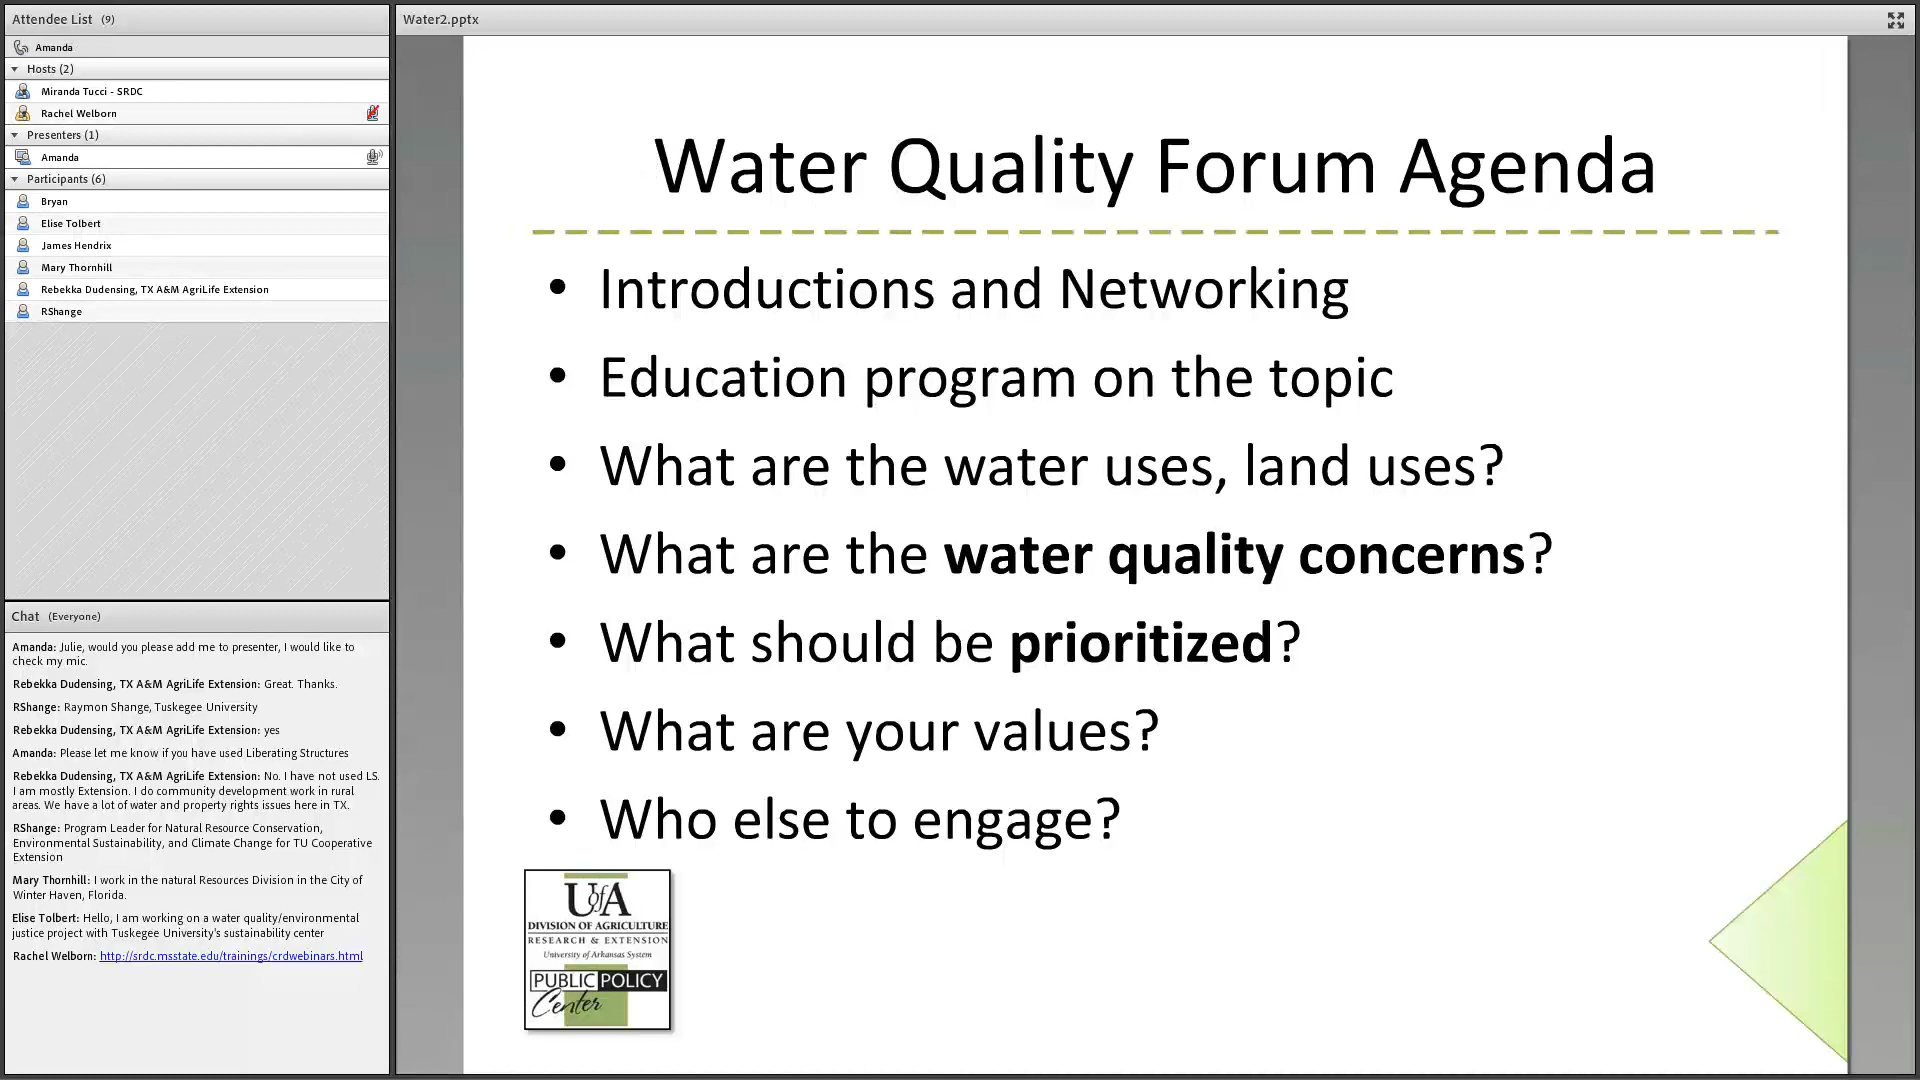 Attendee List (9)
Amanda
Hosts (2)
Miranda Tucci - SRDC
Rachel Welborn
Presenters (1)
Amanda
Participants (6)
Bryan
Elise Tolbert
James Hendrix
Mary Thornhill
Rebekka Dudensing, TX A&M AgriLife Extension
RShange
Chat (Everyone)
Amanda: Julie, would you please add me to presenter, I would like to
check my mic.
Rebekka Dudensing, TX A&M AgriLife Extension: Great. Thanks.
RShange: Raymon Shange, Tuskegee University
Rebekka Dudensing, TX A&M AgriLife Extension: yes
Amanda: Please let me know if you have used Liberating Structures
Rebekka Dudensing, TX A&M AgriLife Extension: No. I have not used LS.
I am mostly Extension. I do community development work in rural
areas. We have a lot of water and property rights issues here in TX.
RShange: Program Leader for Natural Resource Conservation,
Environmental Sustainability, and Climate Change for TU Cooperative
Extension
Mary Thornhill: I work in the natural Resources Division in the City of
Winter Haven, Florida.
Elise Tolbert: Hello, I am working on a water quality/environmental
justice project with Tuskegee University's sustainability center
Rachel Welborn: http://srdc.msstate.edu/trainings/crdwebinars.html
Water2.pptx
Water Quality Forum Agenda
• Introductions and Networking
• Education program on the topic
• What are the water uses, land uses?
• What are the water quality concerns?
• What should be prioritized?
• What are your values?
• Who else to engage?
UofA
DIVISION OF AGRICULTURE
RESEARCH & EXTENSION
University of Arkansas System
PUBLIC POLICY
Center